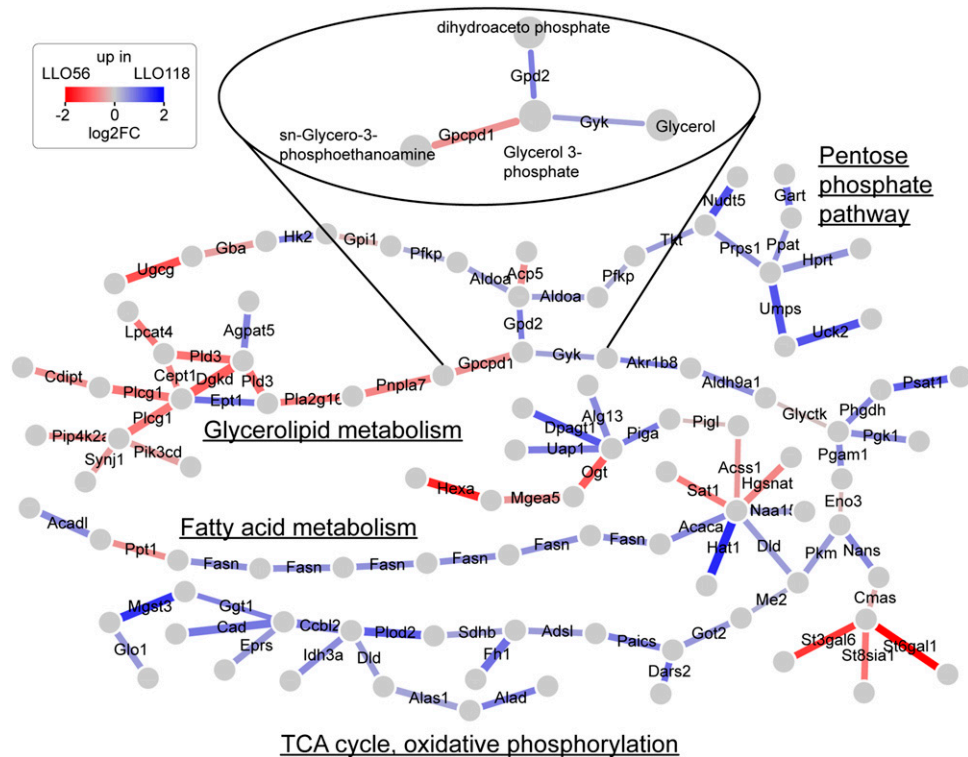 dihydroaceto phosphate
up in
LLO56 LLO118
-2 0 2
log2FC
Gpd2
sn-Glycero-3-
phosphoethanoamine
Gpcpd1
Gyk
Glycerol
Glycerol 3-
phosphate
Pentose
phosphate
pathway
Nudt5
Gart
Ugcg
Gba
Hk2
Gpi1
Pfkp
Aldoa
Acp5
Aldoa
Pfkp
Tkt
Prps1
Ppat
Hprt
Umps
Uck2
Lpcat4
Agpat5
Pld3
Gpd2
Cdipt
Cept1
Dgkd
Pld3
Plcg1
Ept1
Pla2g16
Pnpla7
Gpcpd1
Gyk
Akr1b8
Aldh9a1
Glyctk
Psat1
Phgdh
Pgk1
Pgam1
Plcg1
Pip4k2a
Synj1
Pik3cd
Glycerolipid metabolism
Alg13
Dpagt1
Uap1
Piga
Pigl
Ogt
Hexa
Mgea5
Acss1
Hgsnat
Sat1
Naa1
Eno3
Fatty acid metabolism
Acadl
Ppt1
Fasn
Fasn
Fasn
Fasn
Fasn
Fasn
Acaca
Hat1
Dld
Pkm
Nans
Mgst3
Ggt1
Me2
Cmas
Cad
Glo1
Eprs
Ccbl2
Plod2
Sdhb
Adsl
Paics
Got2
Idh3a
Dld
Fh1
Dars2
St3gal6
St8sia1
St6gal1
Alas1
Alad
TCA cycle, oxidative phosphorylation